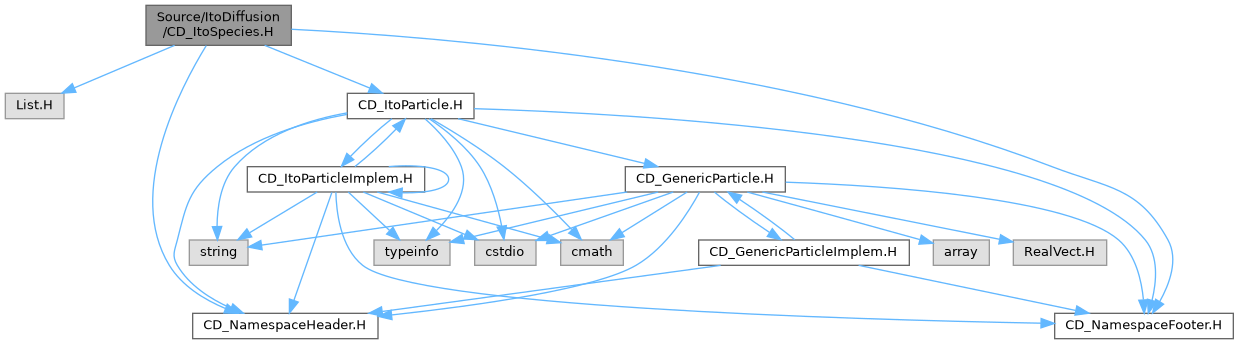 Source/ItoDiffusion
/CD_ItoSpecies.H
List.H
CD_ItoParticle.H
CD_ItoParticleImplem.H
CD_GenericParticle.H
string
typeinfo
cstdio
cmath
CD_GenericParticleImplem.H
array
RealVect.H
CD_NamespaceHeader.H
CD_NamespaceFooter.H